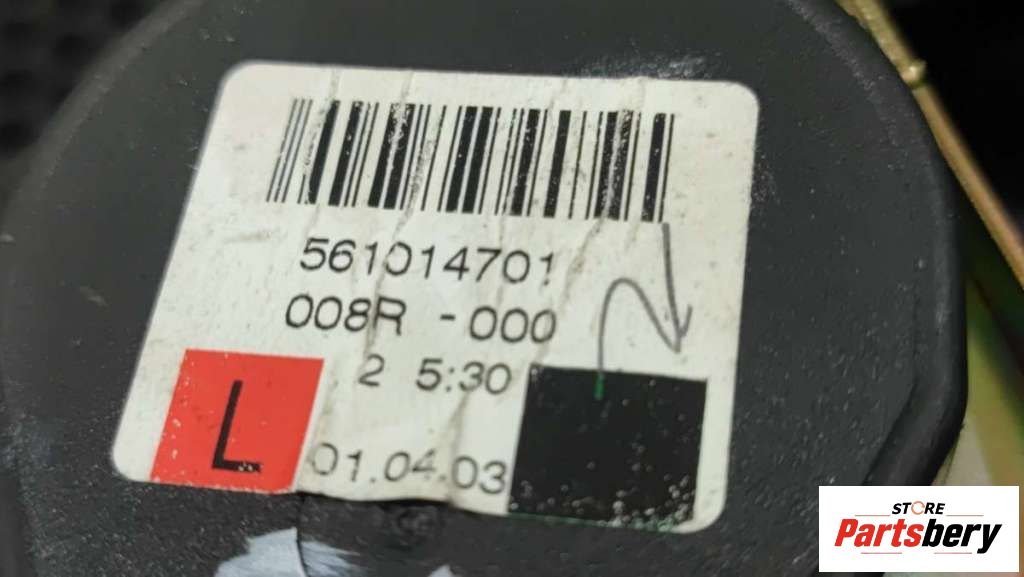 561014701
008R - 000
2 5:30
L
01.04.03
STORE
Partsbery